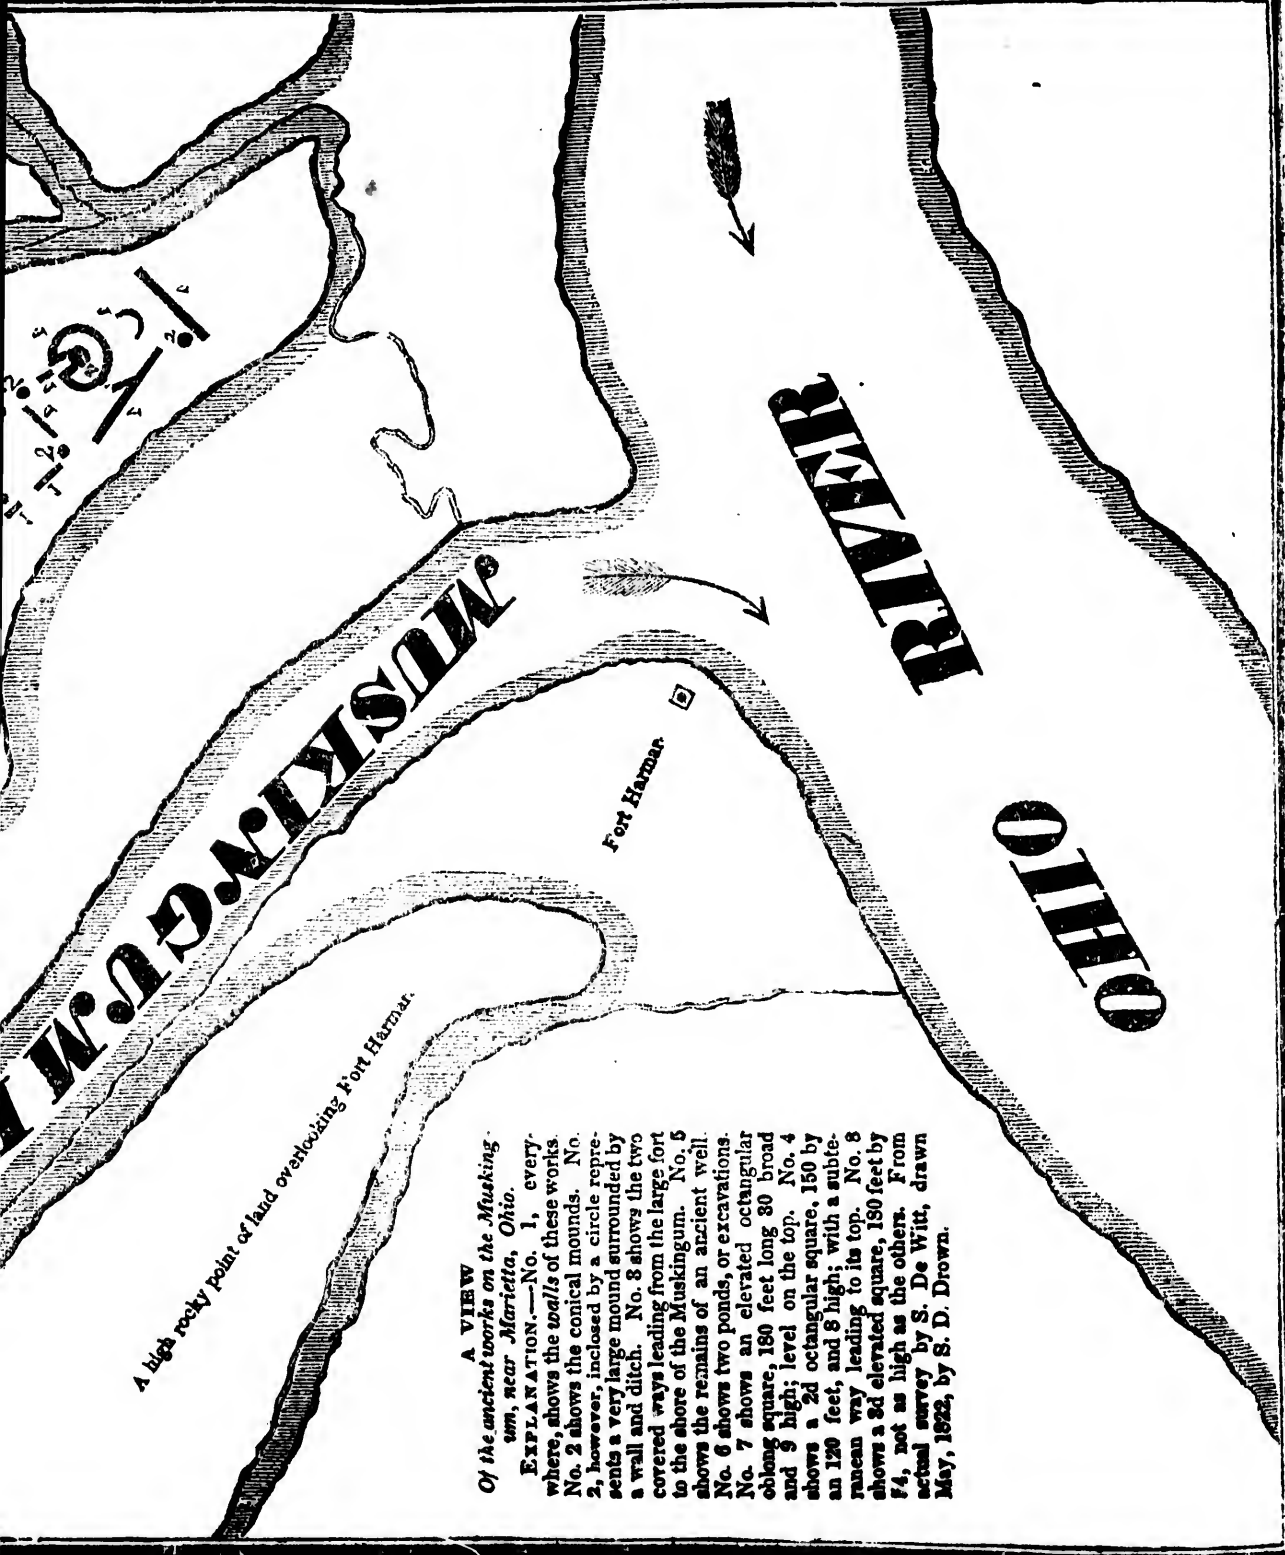 A VIEW
Of the ancient works on the Musking-
um, near Marietta, Ohio.
EXPLANATION.—No. 1, every-
where, shows the walls of these works.
No. 2 shows the conical mounds. No.
2, however, inclosed by a circle repre-
sents a very large mound surrounded by
a wall and ditch. No. 3 shows the two
covered ways leading from the large fort
to the shore of the Muskingum. No. 5
shows the remains of an ancient well.
No. 6 shows two ponds, or excavations.
No. 7 shows an elevated octangular
oblong square, 180 feet long 80 broad
and 9 high; level on the top. No. 4
shows a 2d octangular square, 150 by
an 120 feet, and 8 high; with a subte-
ranean way leading to its top. No. 8
shows a 3d elevated square, 180 feet by
F4, not as high as the others. From
actual survey by S. De Witt, drawn
May, 1822, by S. D. Drown.
A high rocky point of land overlooking Fort Harmar.
Fort Harmar.
MUSKINGUM
OHIO RIVER